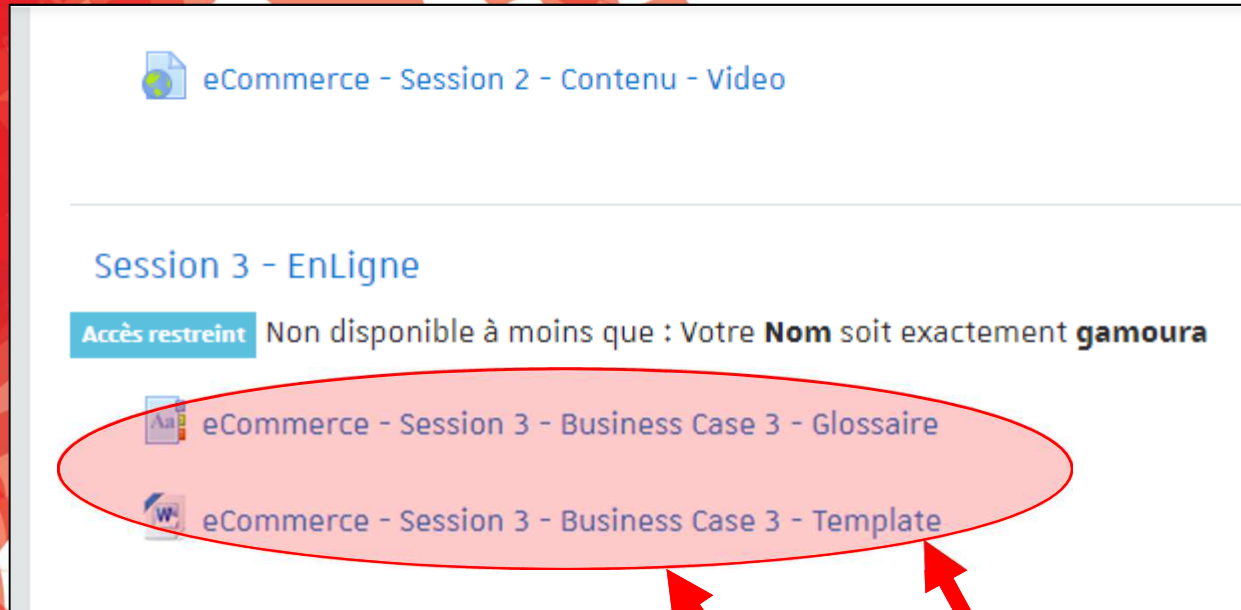 eCommerce - Session 2 - Contenu - Video
Session 3 - EnLigne
Accès restreint Non disponible à moins que : Votre Nom soit exactement gamoura
Aa
eCommerce - Session 3 - Business Case 3 - Glossaire
W
eCommerce - Session 3 - Business Case 3 - Template